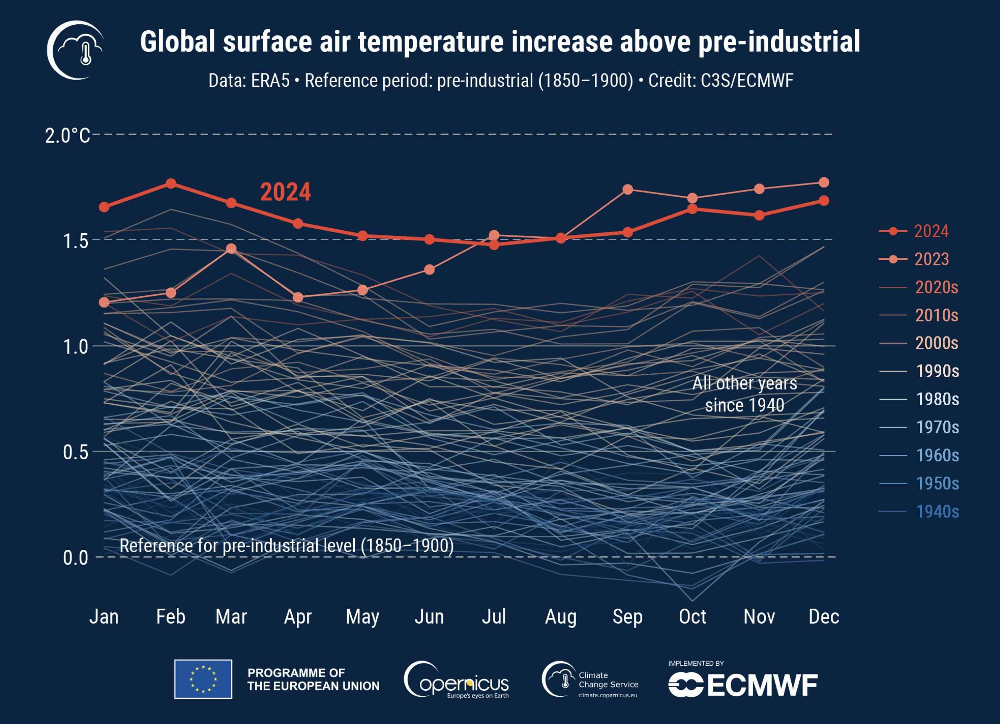 Global surface air temperature increase above pre-industrial
Data: ERA5 • Reference period: pre-industrial (1850–1900) • Credit: C3S/ECMWF
2.0°C
2024
1.5
1.0
0.5
0.0
All other years
since 1940
Reference for pre-industrial level (1850–1900)
2024
2023
2020s
2010s
2000s
1990s
1980s
1970s
1960s
1950s
1940s
Jan Feb Mar Apr May Jun Jul Aug Sep Oct Nov Dec
PROGRAMME OF
THE EUROPEAN UNION
Copernicus
Europe's eyes on Earth
Climate
Change Service
climate.copernicus.eu
IMPLEMENTED BY
ECMWF